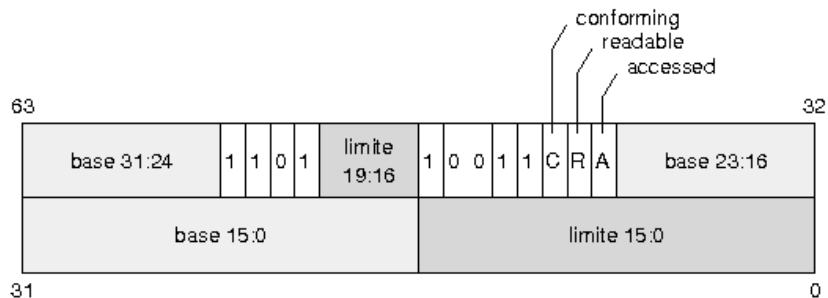 conforming
readable
accessed
63 32
base 31:24 1 1 0 1 limite 19:16 1 0 0 1 1 C R A base 23:16
base 15:0 limite 15:0
31 0